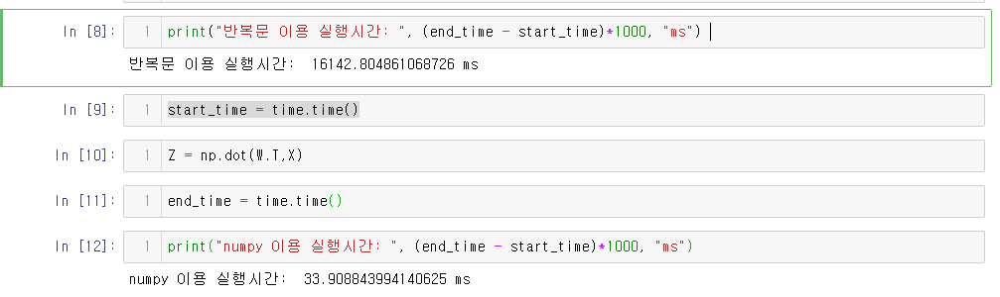 In [8]: 1 print("반복문 이용 실행시간: ", (end_time - start_time)*1000, "ms")
반복문 이용 실행시간:  16142.804861068726 ms
In [9]: 1 start_time = time.time()
In [10]: 1 Z = np.dot(W.T,X)
In [11]: 1 end_time = time.time()
In [12]: 1 print("numpy 이용 실행시간: ", (end_time - start_time)*1000, "ms")
numpy 이용 실행시간:  33.908843994140625 ms